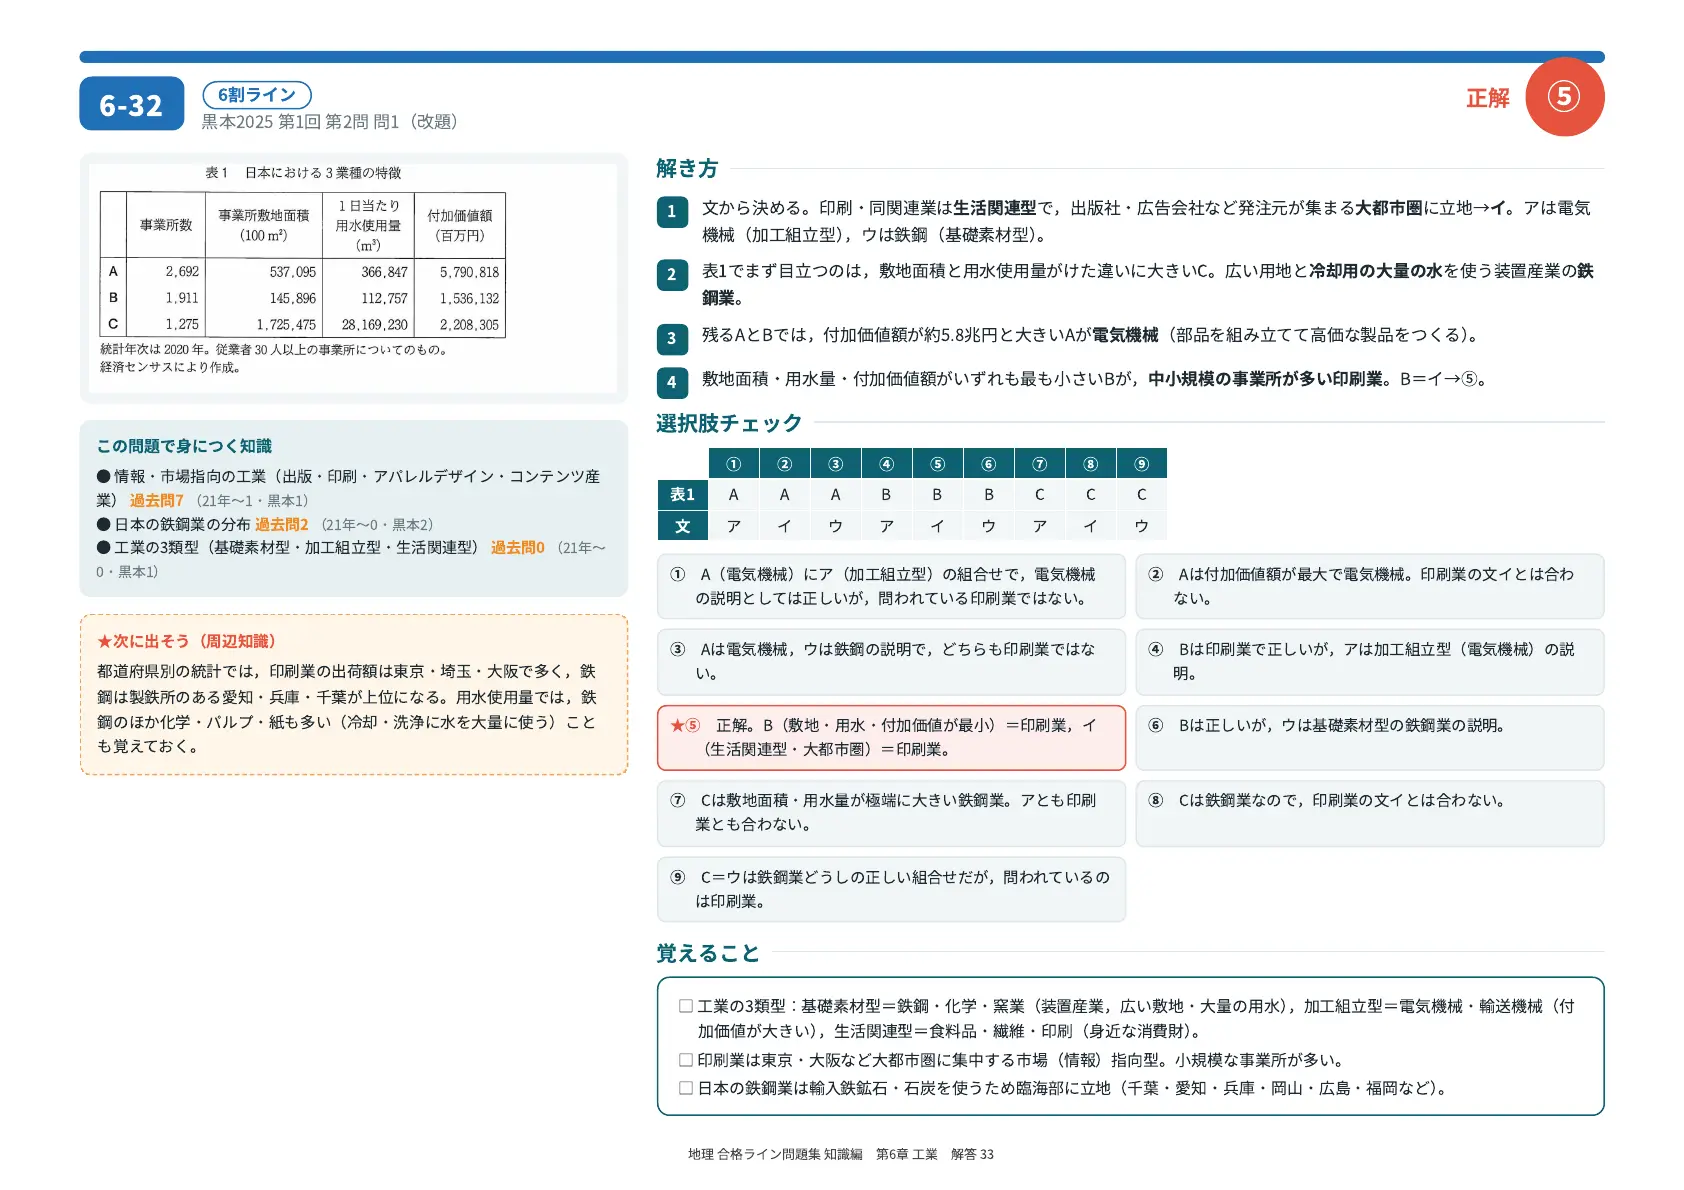 6-32
6割ライン
黒本2025 第1回 第2問 問1（改題）
正解 ⑤
表1 日本における3業種の特徴
事業所数 事業所敷地面積（100 m²） 1日当たり用水使用量（m³） 付加価値額（百万円）
A 2,692 537,095 366,847 5,790,818
B 1,911 145,896 112,757 1,536,132
C 1,275 1,725,475 28,169,230 2,208,305
統計年次は2020年。従業者30人以上の事業所についてのもの。
経済センサスにより作成。
この問題で身につく知識
●情報・市場指向の工業（出版・印刷・アパレルデザイン・コンテンツ産
業） 過去問7 （21年〜1・黒本1）
●日本の鉄鋼業の分布 過去問2 （21年〜0・黒本2）
●工業の3類型（基礎素材型・加工組立型・生活関連型） 過去問0 （21年〜
0・黒本1）
★次に出そう（周辺知識）
都道府県別の統計では，印刷業の出荷額は東京・埼玉・大阪で多く，鉄
鋼は製鉄所のある愛知・兵庫・千葉が上位になる。用水使用量では，鉄
鋼のほか化学・パルプ・紙も多い（冷却・洗浄に水を大量に使う）こと
も覚えておく。
解き方
1 文から決める。印刷・同関連業は生活関連型で，出版社・広告会社など発注元が集まる大都市圏に立地→イ。アは電気
機械（加工組立型），ウは鉄鋼（基礎素材型）。
2 表1でまず目立つのは，敷地面積と用水使用量がけた違いに大きいC。広い用地と冷却用の大量の水を使う装置産業の鉄
鋼業。
3 残るAとBでは，付加価値額が約5.8兆円と大きいAが電気機械（部品を組み立てて高価な製品をつくる）。
4 敷地面積・用水量・付加価値額がいずれも最も小さいBが，中小規模の事業所が多い印刷業。B＝イ→⑤。
選択肢チェック
① ② ③ ④ ⑤ ⑥ ⑦ ⑧ ⑨
表1 A A A B B B C C C
文 ア イ ウ ア イ ウ ア イ ウ
① A（電気機械）にア（加工組立型）の組合せで，電気機械
の説明としては正しいが，問われている印刷業ではない。
② Aは付加価値額が最大で電気機械。印刷業の文イとは合わ
ない。
③ Aは電気機械，ウは鉄鋼の説明で，どちらも印刷業ではな
い。
④ Bは印刷業で正しいが，アは加工組立型（電気機械）の説
明。
★⑤ 正解。B（敷地・用水・付加価値が最小）＝印刷業，イ
（生活関連型・大都市圏）＝印刷業。
⑥ Bは正しいが，ウは基礎素材型の鉄鋼業の説明。
⑦ Cは敷地面積・用水量が極端に大きい鉄鋼業。アとも印刷
業とも合わない。
⑧ Cは鉄鋼業なので，印刷業の文イとは合わない。
⑨ C＝ウは鉄鋼業どうしの正しい組合せだが，問われているの
は印刷業。
覚えること
□ 工業の3類型：基礎素材型＝鉄鋼・化学・窯業（装置産業，広い敷地・大量の用水），加工組立型＝電気機械・輸送機械（付
加価値が大きい），生活関連型＝食料品・繊維・印刷（身近な消費財）。
□ 印刷業は東京・大阪など大都市圏に集中する市場（情報）指向型。小規模な事業所が多い。
□ 日本の鉄鋼業は輸入鉄鉱石・石炭を使うため臨海部に立地（千葉・愛知・兵庫・岡山・広島・福岡など）。
地理 合格ライン問題集 知識編 第6章 工業 解答 33